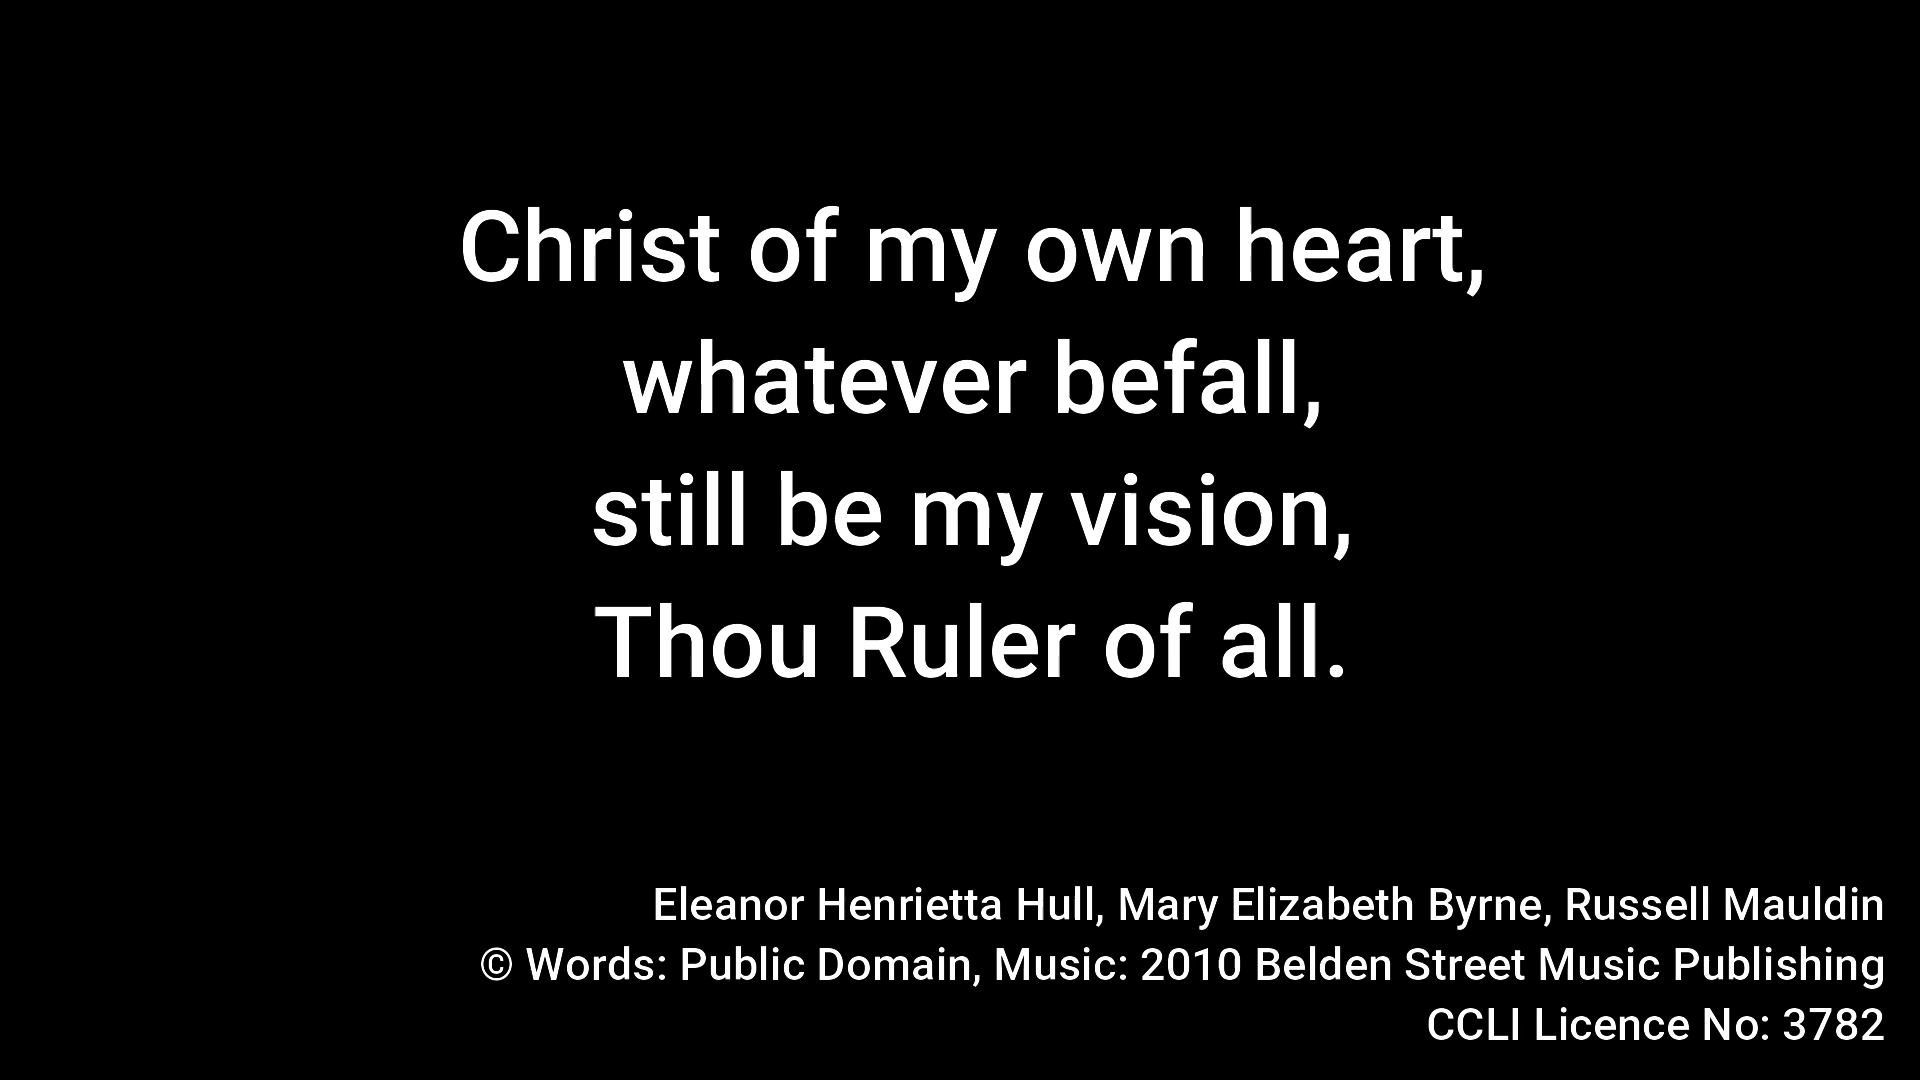 Christ of my own heart,
whatever befall,
still be my vision,
Thou Ruler of all.
Eleanor Henrietta Hull, Mary Elizabeth Byrne, Russell Mauldin
© Words: Public Domain, Music: 2010 Belden Street Music Publishing
CCLI Licence No: 3782